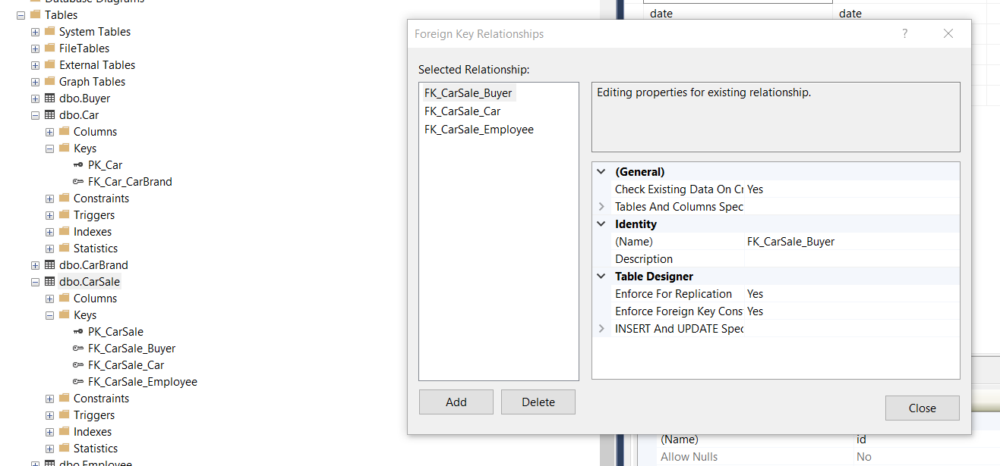 Database Diagrams
Tables
System Tables
FileTables
External Tables
Graph Tables
dbo.Buyer
dbo.Car
Columns
Keys
PK_Car
FK_Car_CarBrand
Constraints
Triggers
Indexes
Statistics
dbo.CarBrand
dbo.CarSale
Columns
Keys
PK_CarSale
FK_CarSale_Buyer
FK_CarSale_Car
FK_CarSale_Employee
Constraints
Triggers
Indexes
Statistics
dbo.Employee
date date
Foreign Key Relationships ?
Selected Relationship:
FK_CarSale_Buyer
FK_CarSale_Car
FK_CarSale_Employee
Add Delete
Editing properties for existing relationship.
(General)
Check Existing Data On Cr Yes
Tables And Columns Spec
Identity
(Name) FK_CarSale_Buyer
Description
Table Designer
Enforce For Replication Yes
Enforce Foreign Key Cons Yes
INSERT And UPDATE Spec
Close
(Name) id
Allow Nulls No